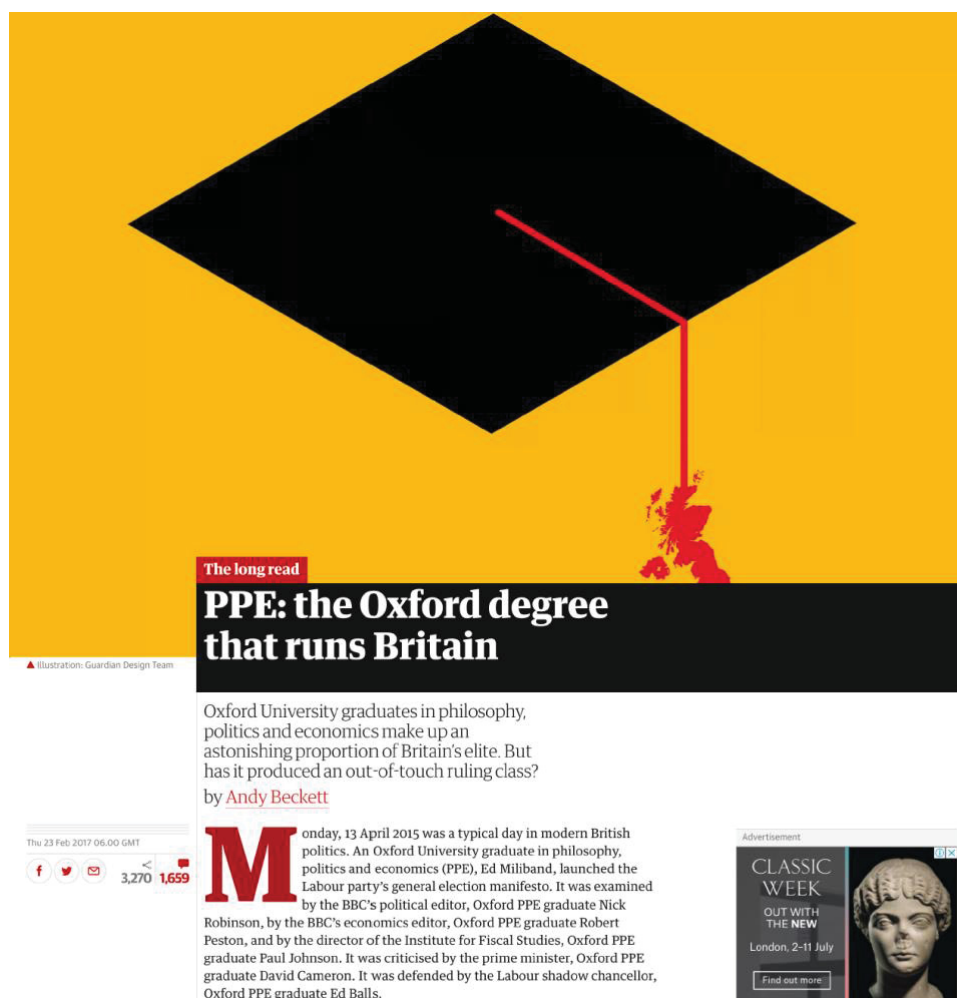 The long read
PPE: the Oxford degree
that runs Britain
Illustration: Guardian Design Team
Oxford University graduates in philosophy,
politics and economics make up an
astonishing proportion of Britain's elite. But
has it produced an out-of-touch ruling class?
by Andy Beckett
Thu 23 Feb 2017 06.00 GMT
3,270 1,659
Monday, 13 April 2015 was a typical day in modern British
politics. An Oxford University graduate in philosophy,
politics and economics (PPE), Ed Miliband, launched the
Labour party's general election manifesto. It was examined
by the BBC's political editor, Oxford PPE graduate Nick
Robinson, by the BBC's economics editor, Oxford PPE graduate Robert
Peston, and by the director of the Institute for Fiscal Studies, Oxford PPE
graduate Paul Johnson. It was criticised by the prime minister, Oxford PPE
graduate David Cameron. It was defended by the Labour shadow chancellor,
Oxford PPE graduate Ed Balls.
Advertisement
CLASSIC
WEEK
OUT WITH
THE NEW
London, 2–11 July
Find out more